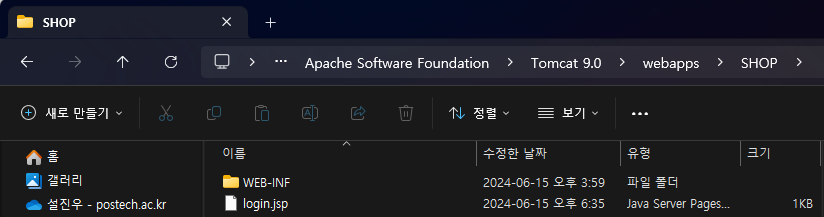 SHOP
Apache Software Foundation > Tomcat 9.0 > webapps > SHOP >
새로 만들기 정렬 보기
홈 이름 수정한 날짜 유형 크기
갤러리 WEB-INF 2024-06-15 오후 3:59 파일 폴더
설진우 - postech.ac.kr login.jsp 2024-06-15 오후 6:35 Java Server Pages... 1KB